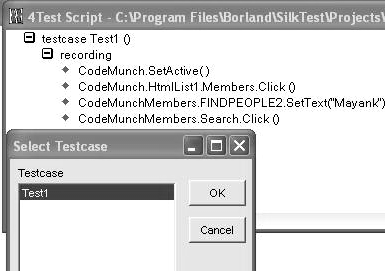 4Test Script - C:\Program Files\Borland\SilkTest\Projects\
testcase Test1 ()
recording
CodeMunch.SetActive()
CodeMunch.HtmlList1.Members.Click ()
CodeMunchMembers.FINDPEOPLE2.SetText("Mayank")
CodeMunchMembers.Search.Click ()
Select Testcase
Testcase
Test1
OK
Cancel